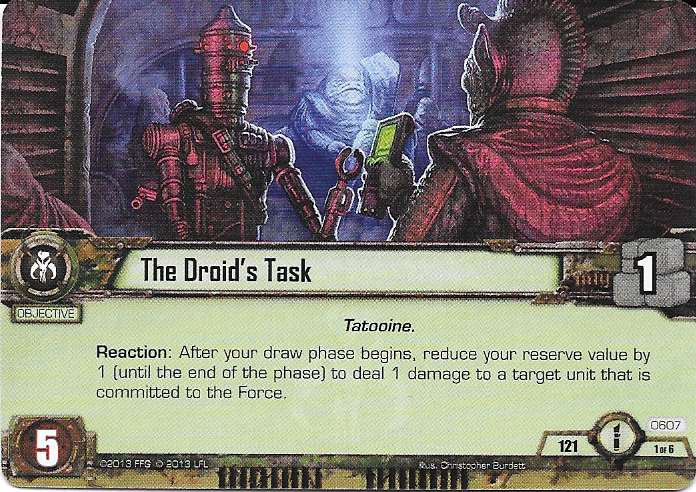 The Droid's Task
1
OBJECTIVE
Tatooine.
Reaction: After your draw phase begins, reduce your reserve value by
1 (until the end of the phase) to deal 1 damage to a target unit that is
committed to the Force.
5
©2013 FFG © 2013 LFL
Illus. Christopher Burdett
121
0607
1 OF 6